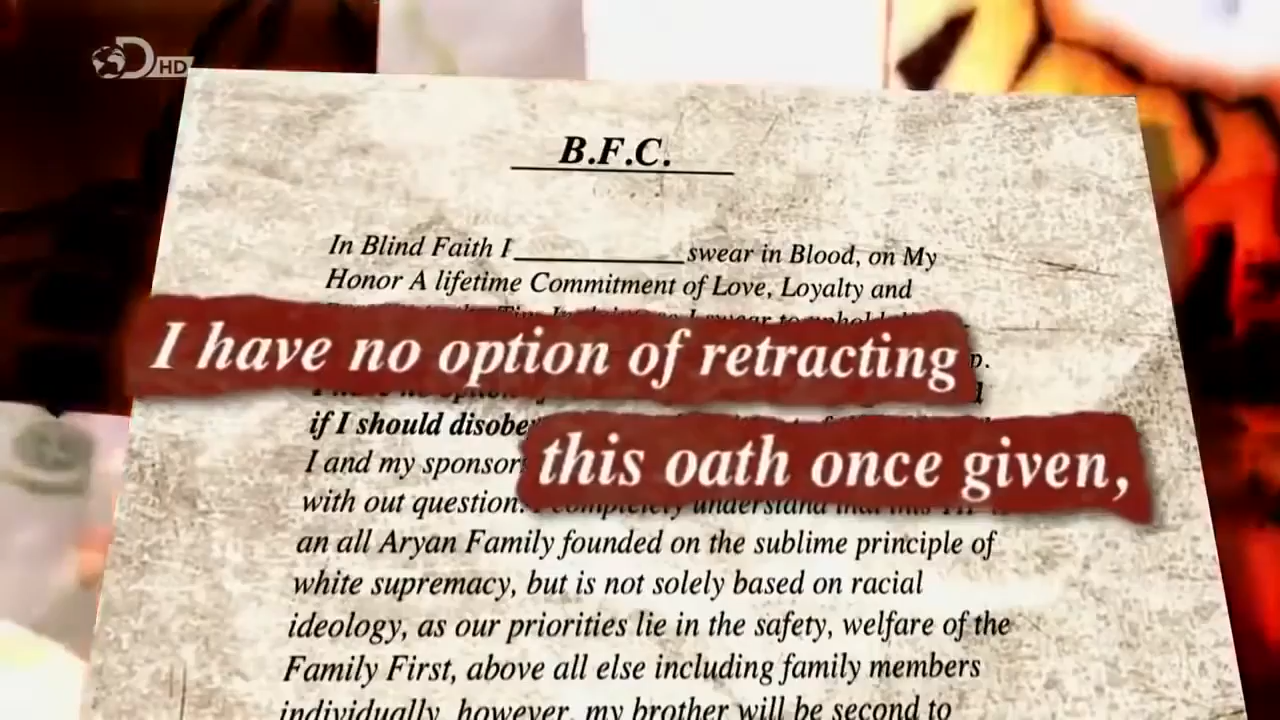 HD
B.F.C.
In Blind Faith I____________swear in Blood, on My
Honor A lifetime Commitment of Love, Loyalty and
I have no option of retracting
if I should
this oath once given,
I and my
with out question.
an all Aryan Family founded on the sublime principle of
white supremacy, but is not solely based on racial
ideology, as our priorities lie in the safety, welfare of the
Family First, above all else including family members
individually, however, my brother will be second to